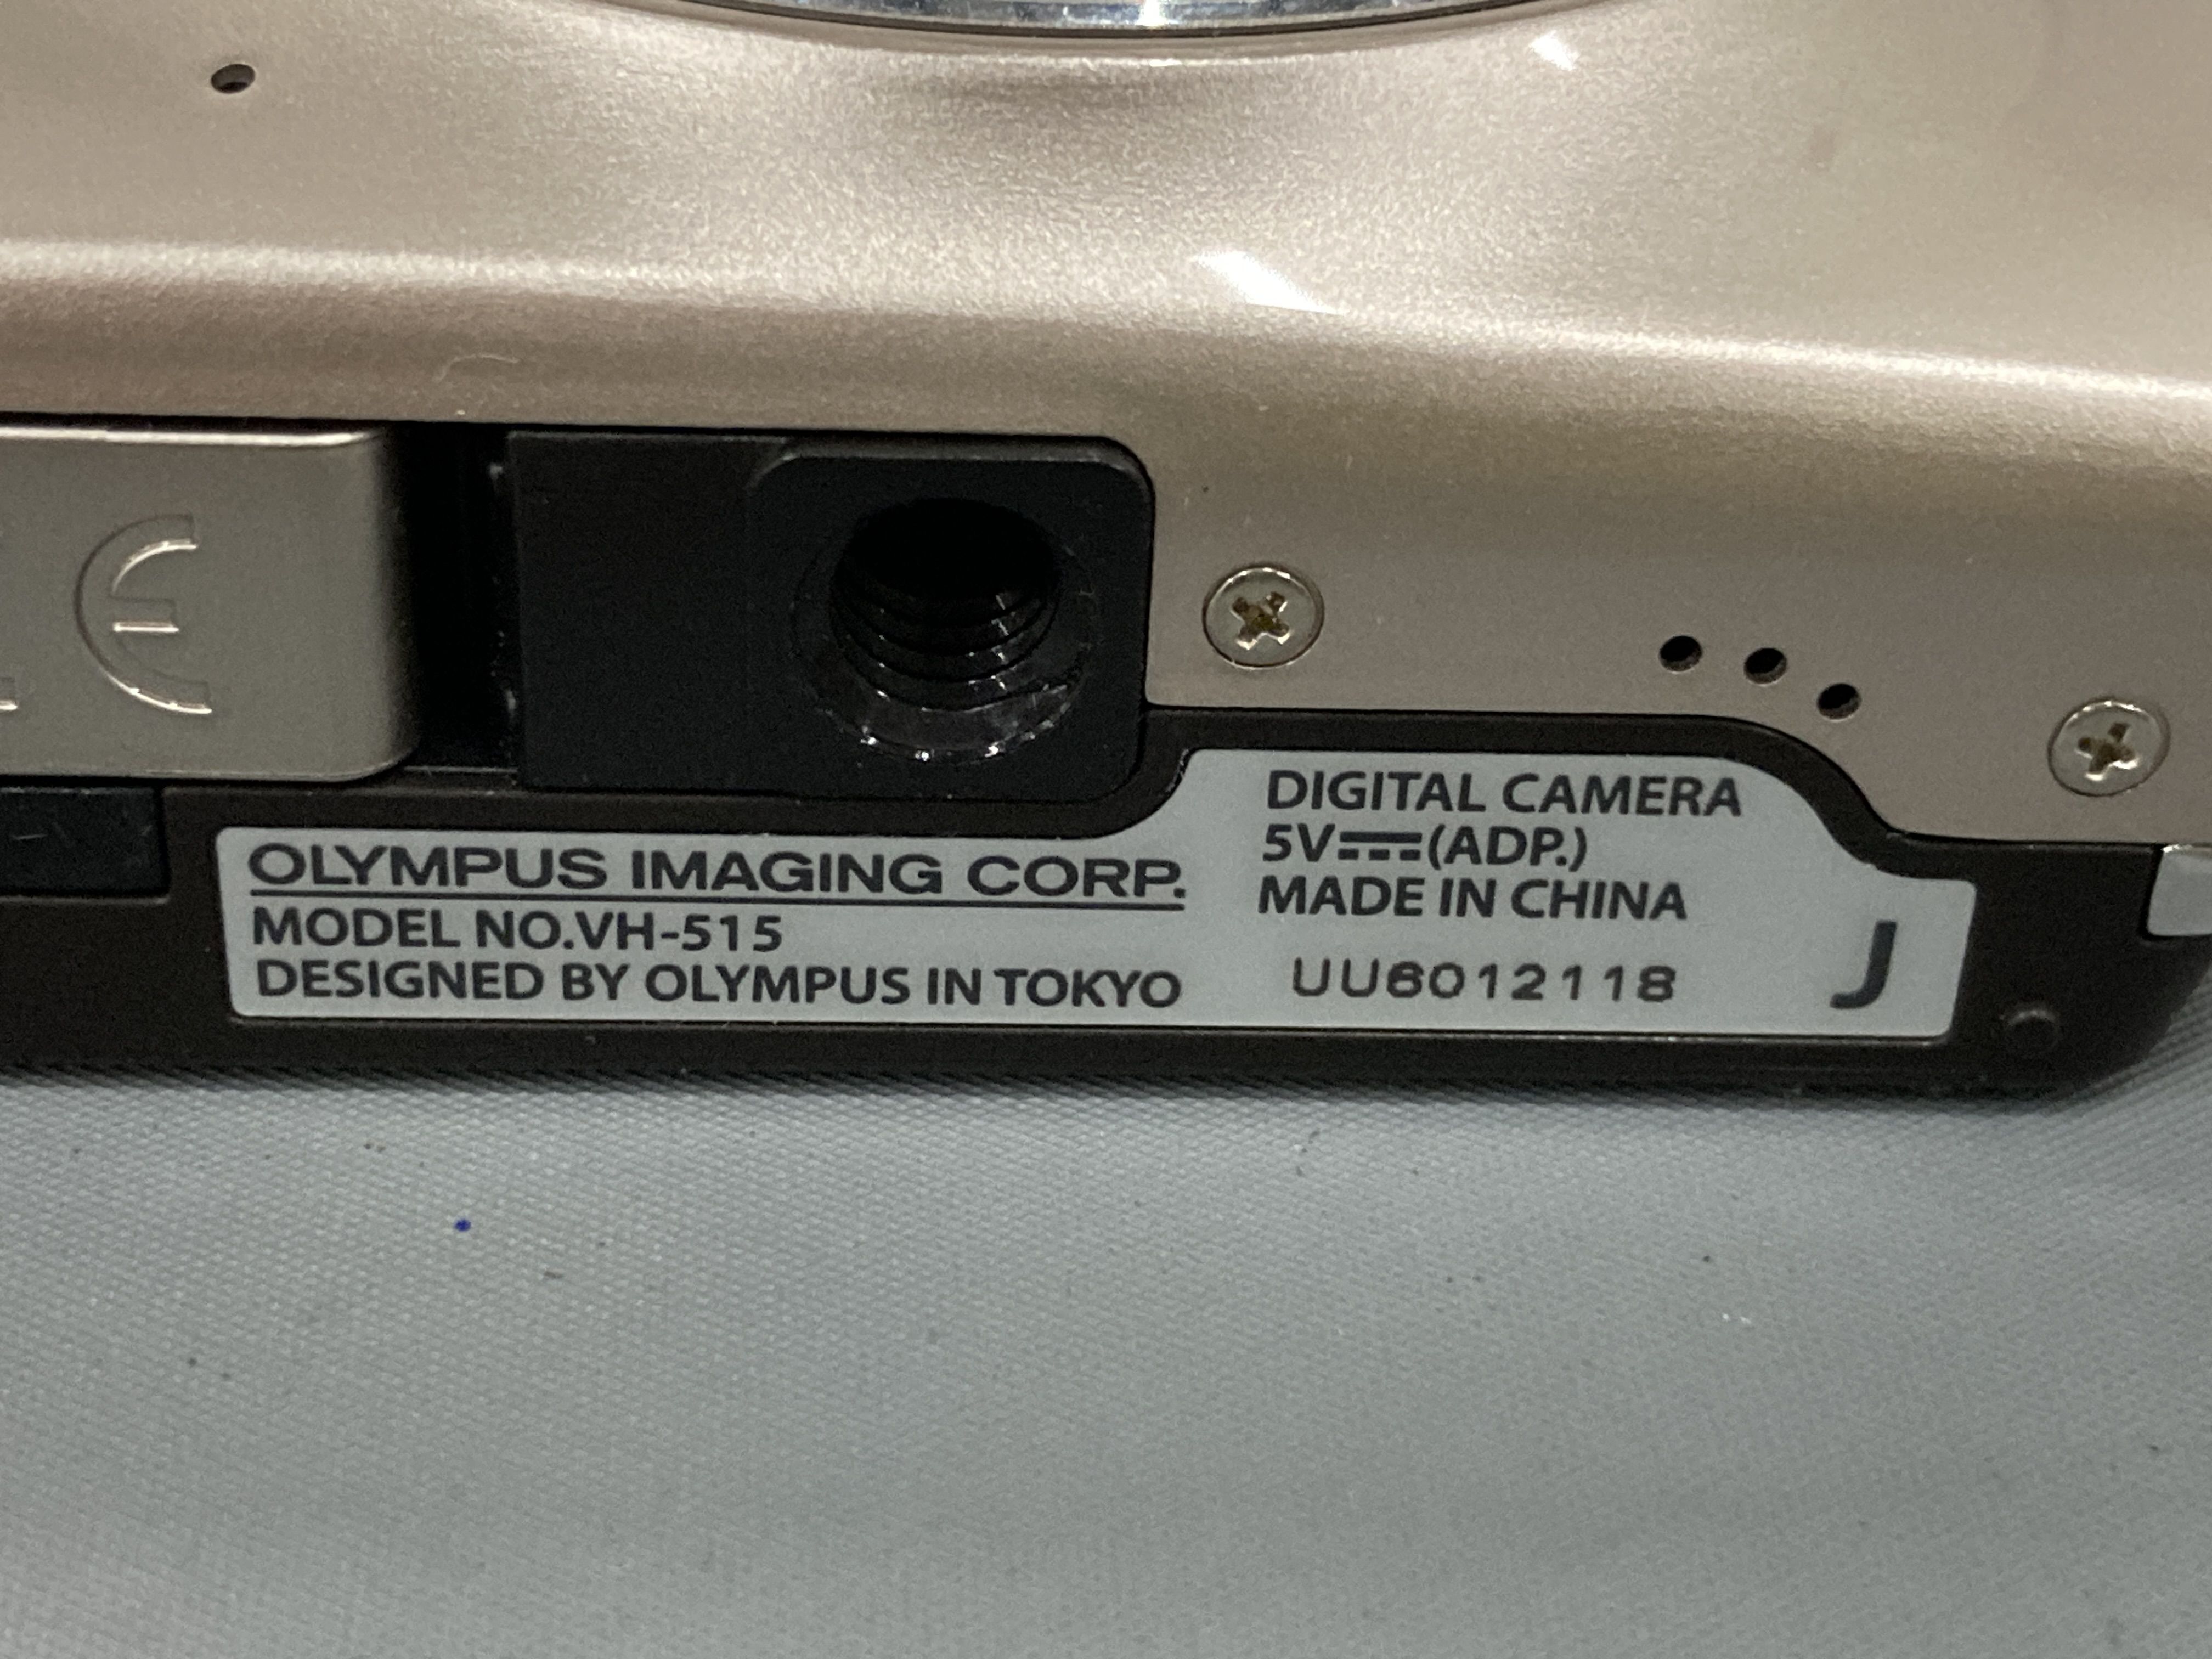 OLYMPUS IMAGING CORP.
MODEL NO.VH-515
DESIGNED BY OLYMPUS IN TOKYO
DIGITAL CAMERA
5V⎓(ADP.)
MADE IN CHINA
UU6012118
J
CE